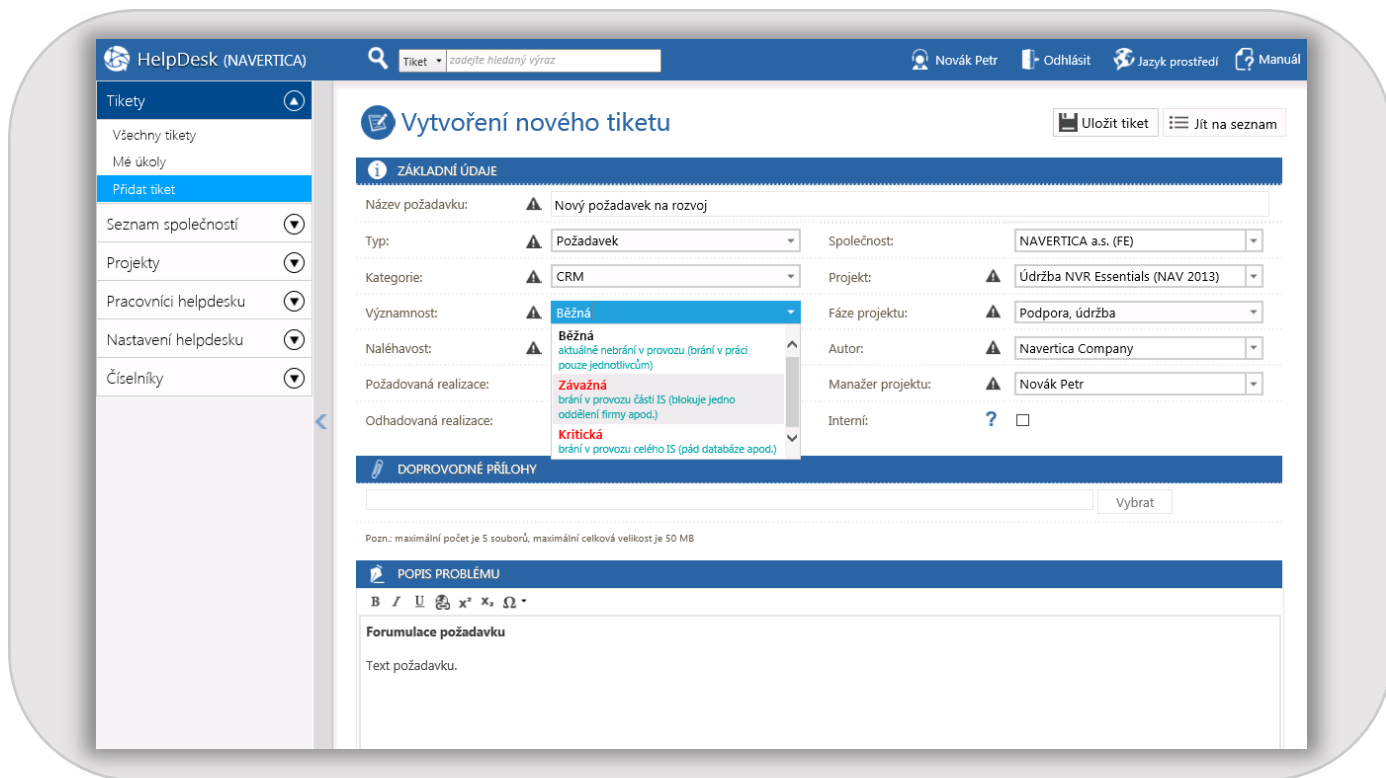 HelpDesk (NAVERTICA)
Tiket
zadejte hledaný výraz
Novák Petr
Odhlásit
Jazyk prostředí
Manuál
Tikety
Všechny tikety
Mé úkoly
Přidat tiket
Seznam společností
Projekty
Pracovníci helpdesku
Nastavení helpdesku
Číselníky
Vytvoření nového tiketu
Uložit tiket
Jít na seznam
ZÁKLADNÍ ÚDAJE
Název požadavku:
Nový požadavek na rozvoj
Typ:
Požadavek
Společnost:
NAVERTICA a.s. (FE)
Kategorie:
CRM
Projekt:
Údržba NVR Essentials (NAV 2013)
Významnost:
Běžná
Fáze projektu:
Podpora, údržba
Naléhavost:
Běžná
aktuálně nebrání v provozu (brání v práci
pouze jednotlivcům)
Závažná
brání v provozu části IS (blokuje jedno
oddělení firmy apod.)
Kritická
brání v provozu celého IS (pád databáze apod.)
Autor:
Navertica Company
Požadovaná realizace:
Manažer projektu:
Novák Petr
Odhadovaná realizace:
Interní:
?
DOPROVODNÉ PŘÍLOHY
Vybrat
Pozn.: maximální počet je 5 souborů, maximální celková velikost je 50 MB
POPIS PROBLÉMU
B I U x² x₂ Ω
Forumulace požadavku
Text požadavku.